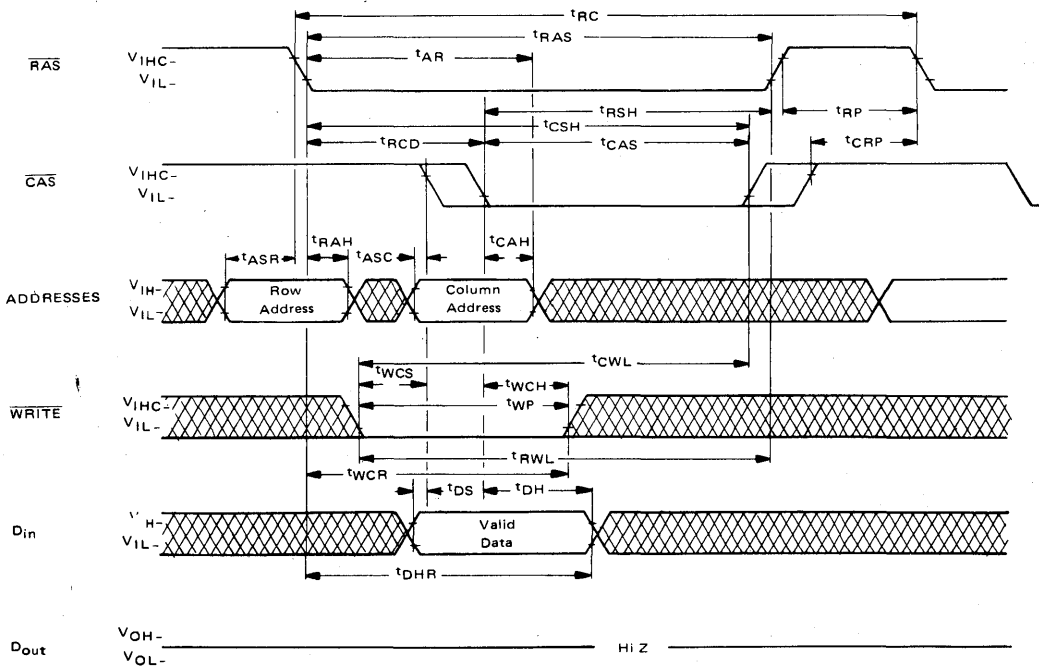 tRC
tRAS
tAR
RAS
VIHC-
VIL-
tRSH
tRP
tCSH
tRCD
tCAS
tCRP
CAS
VIHC-
VIL-
tRAH
tCAH
tASR
tASC
ADDRESSES
VIH-
VIL-
Row
Address
Column
Address
tCWL
tWCS
tWCH
WRITE
VIHC-
VIL-
tWP
tRWL
tWCR
tDS
tDH
Din
H-
VIL-
Valid
Data
tDHR
Dout
VOH-
VOL-
Hi Z